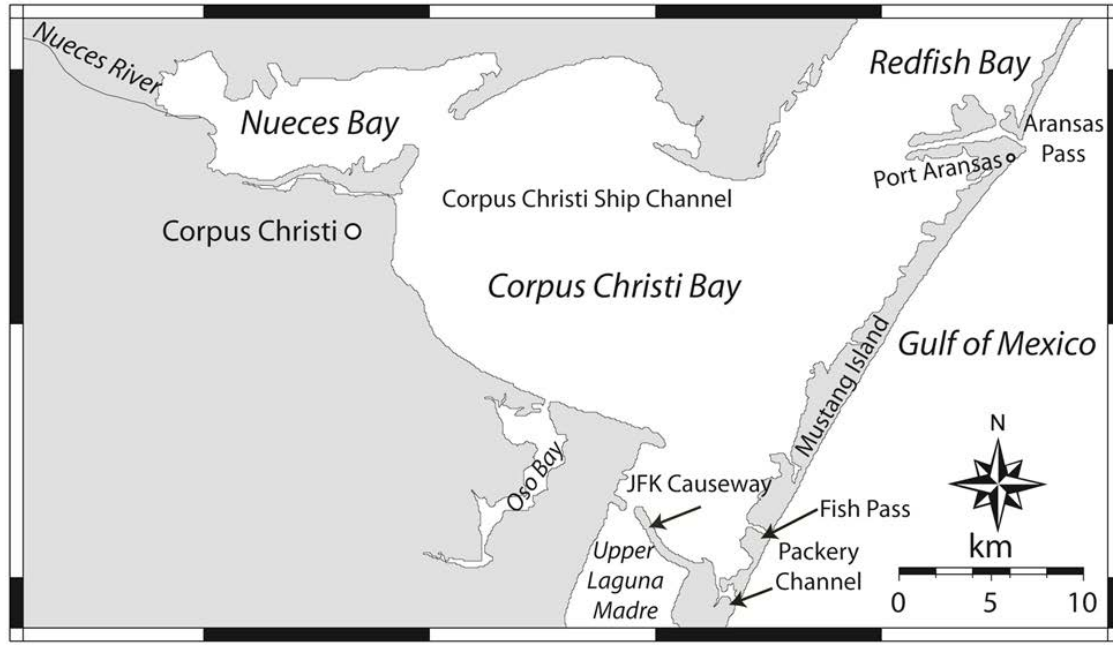 Nueces River
Redfish Bay
Nueces Bay
Aransas
Pass
Port Aransas
Corpus Christi Ship Channel
Corpus Christi
Corpus Christi Bay
Gulf of Mexico
Mustang Island
N
Oso Bay
JFK Causeway
Fish Pass
km
Upper
Laguna
Madre
Packery
Channel
0 5 10